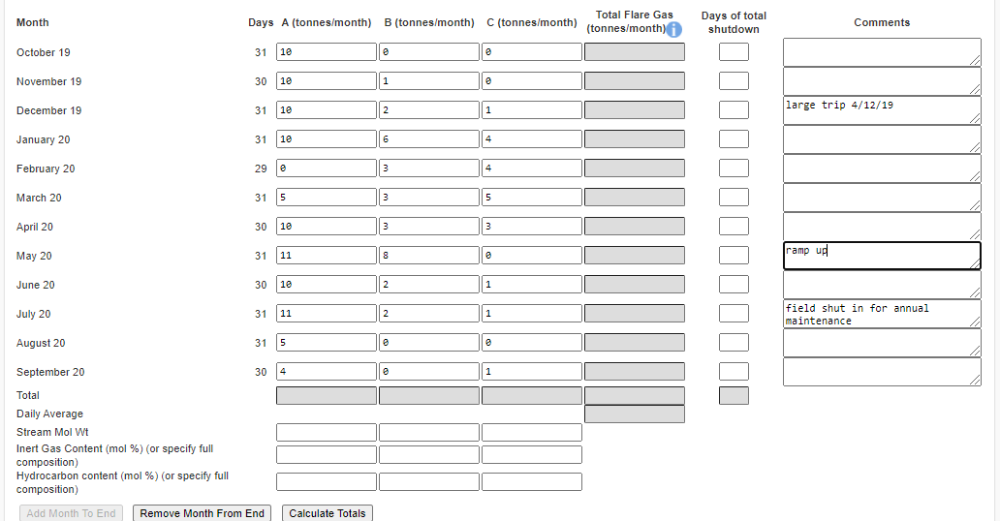 Month Days A (tonnes/month) B (tonnes/month) C (tonnes/month) Total Flare Gas (tonnes/month) i Days of total shutdown Comments
October 19 31 10 0 0
November 19 30 10 1 0
December 19 31 10 2 1 large trip 4/12/19
January 20 31 10 6 4
February 20 29 0 3 4
March 20 31 5 3 5
April 20 30 10 3 3
May 20 31 11 8 0 ramp up
June 20 30 10 2 1
July 20 31 11 2 1 field shut in for annual maintenance
August 20 31 5 0 0
September 20 30 4 0 1
Total
Daily Average
Stream Mol Wt
Inert Gas Content (mol %) (or specify full
composition)
Hydrocarbon content (mol %) (or specify full
composition)
Add Month To End Remove Month From End Calculate Totals